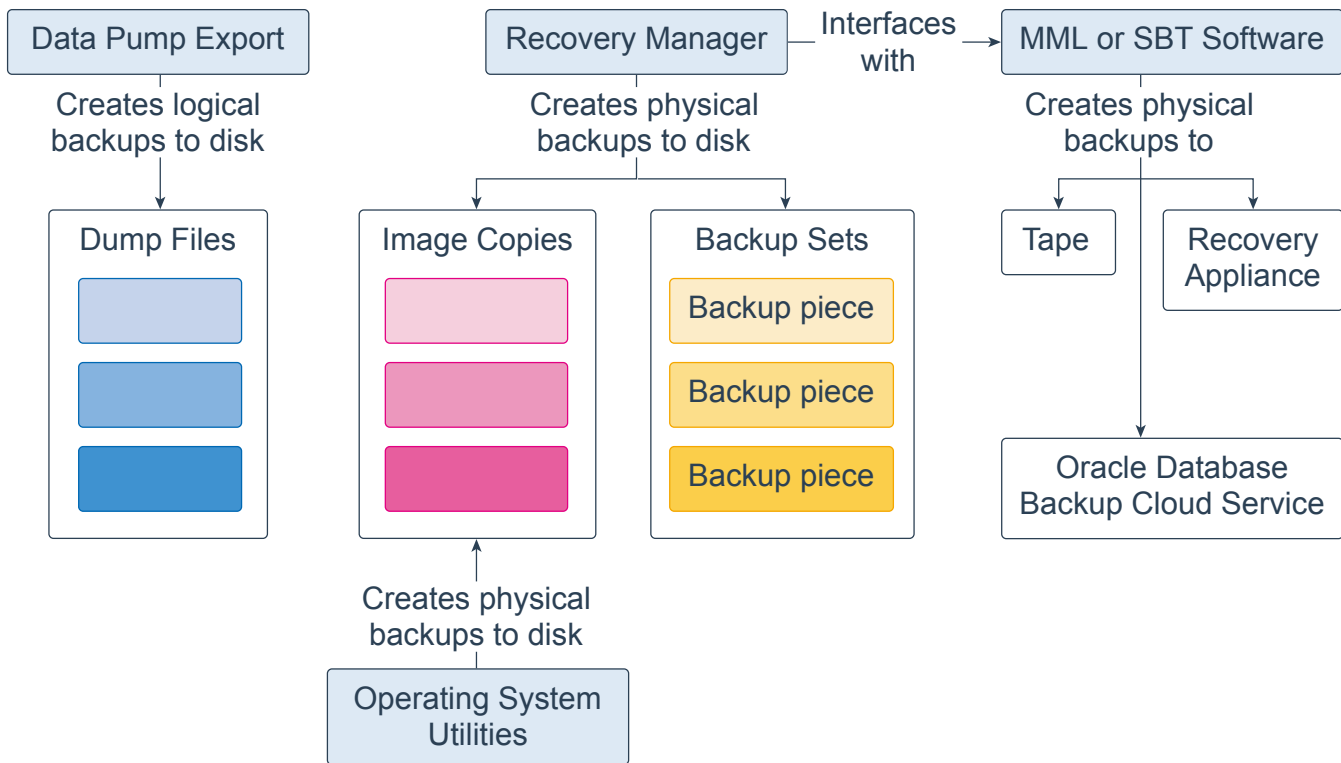 Data Pump Export
Recovery Manager
Interfaces
with
MML or SBT Software
Creates logical
backups to disk
Creates physical
backups to disk
Creates physical
backups to
Dump Files
Image Copies
Backup Sets
Backup piece
Backup piece
Backup piece
Tape
Recovery
Appliance
Oracle Database
Backup Cloud Service
Creates physical
backups to disk
Operating System
Utilities